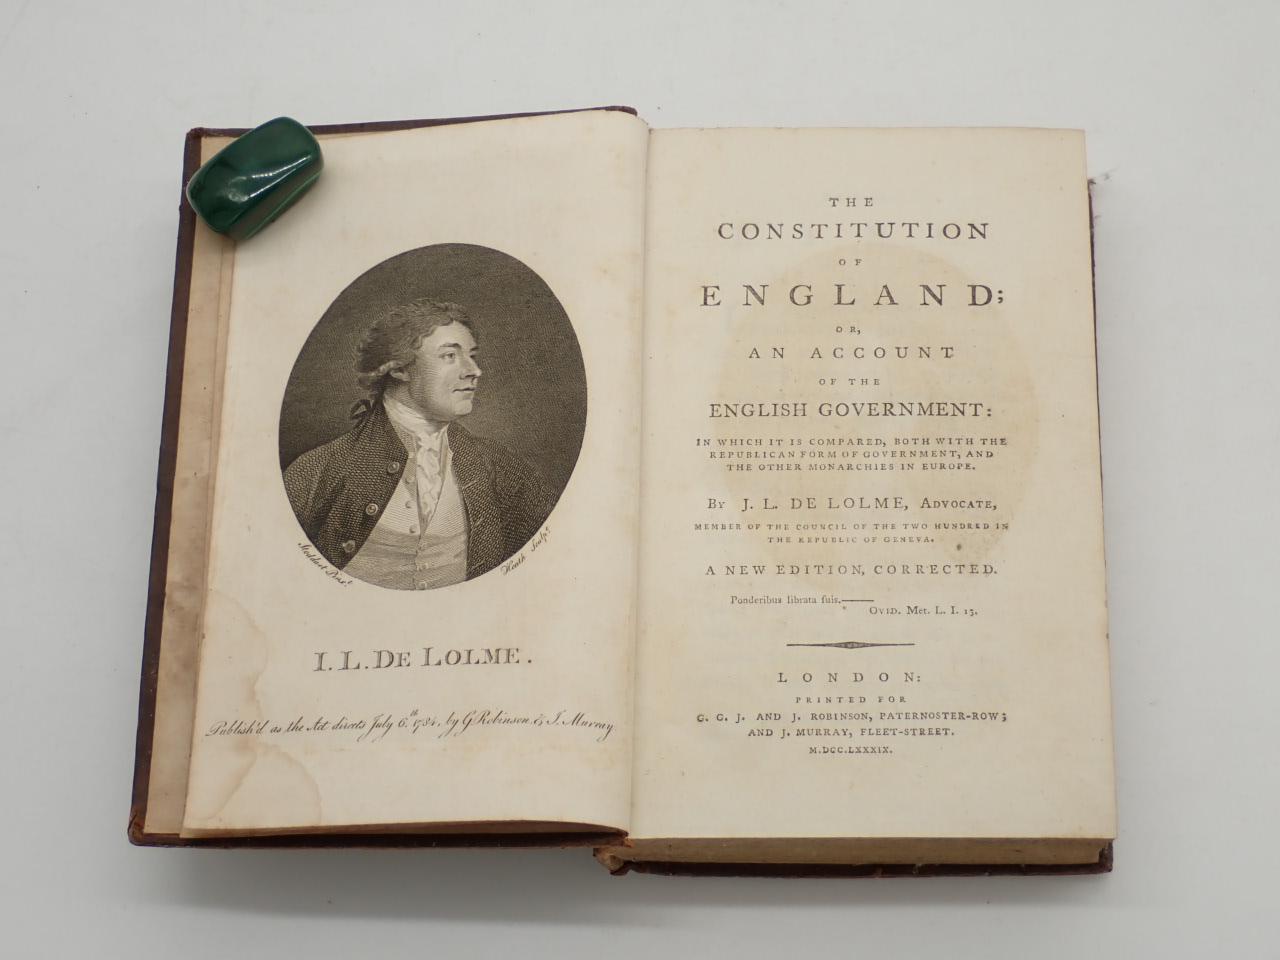 Stoddart Pinx.t
Heath Sculp.t
I. L. DE LOLME.
Publish'd as the Act directs July 6.th 1784, by G Robinson & J. Murray
THE
CONSTITUTION
OF
ENGLAND;
OR,
AN ACCOUNT
OF THE
ENGLISH GOVERNMENT:
IN WHICH IT IS COMPARED, BOTH WITH THE
REPUBLICAN FORM OF GOVERNMENT, AND
THE OTHER MONARCHIES IN EUROPE.
BY J. L. DE LOLME, ADVOCATE,
MEMBER OF THE COUNCIL OF THE TWO HUNDRED IN
THE REPUBLIC OF GENEVA.
A NEW EDITION, CORRECTED.
Ponderibus librata suis.——
OVID. Met. L. I. 13.
LONDON:
PRINTED FOR
G. G. J. AND J. ROBINSON, PATERNOSTER-ROW;
AND J. MURRAY, FLEET-STREET.
M.DCC.LXXXIX.